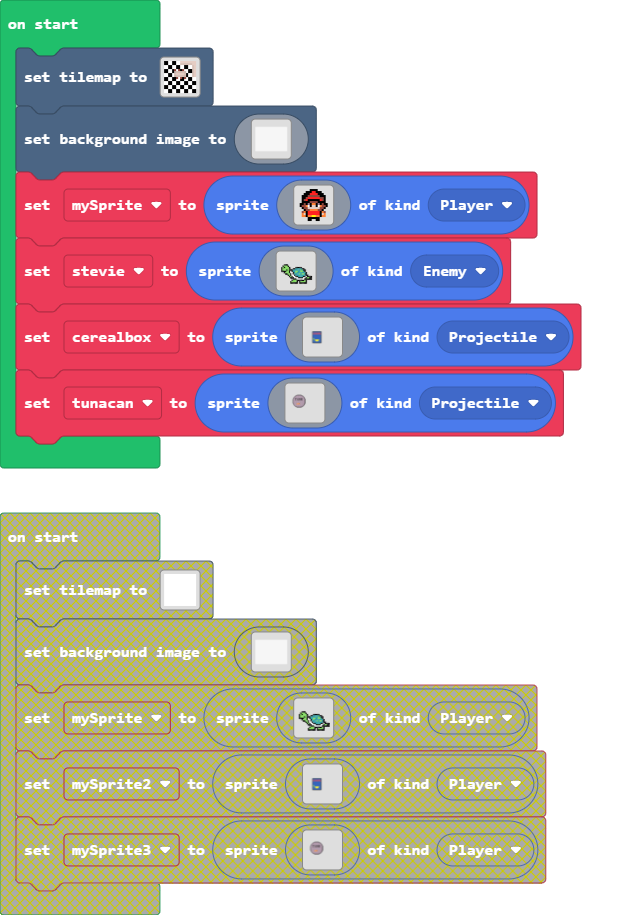 on start
set tilemap to
set background image to
set mySprite to sprite of kind Player
set stevie to sprite of kind Enemy
set cerealbox to sprite of kind Projectile
set tunacan to sprite of kind Projectile
on start
set tilemap to
set background image to
set mySprite to sprite of kind Player
set mySprite2 to sprite of kind Player
set mySprite3 to sprite of kind Player